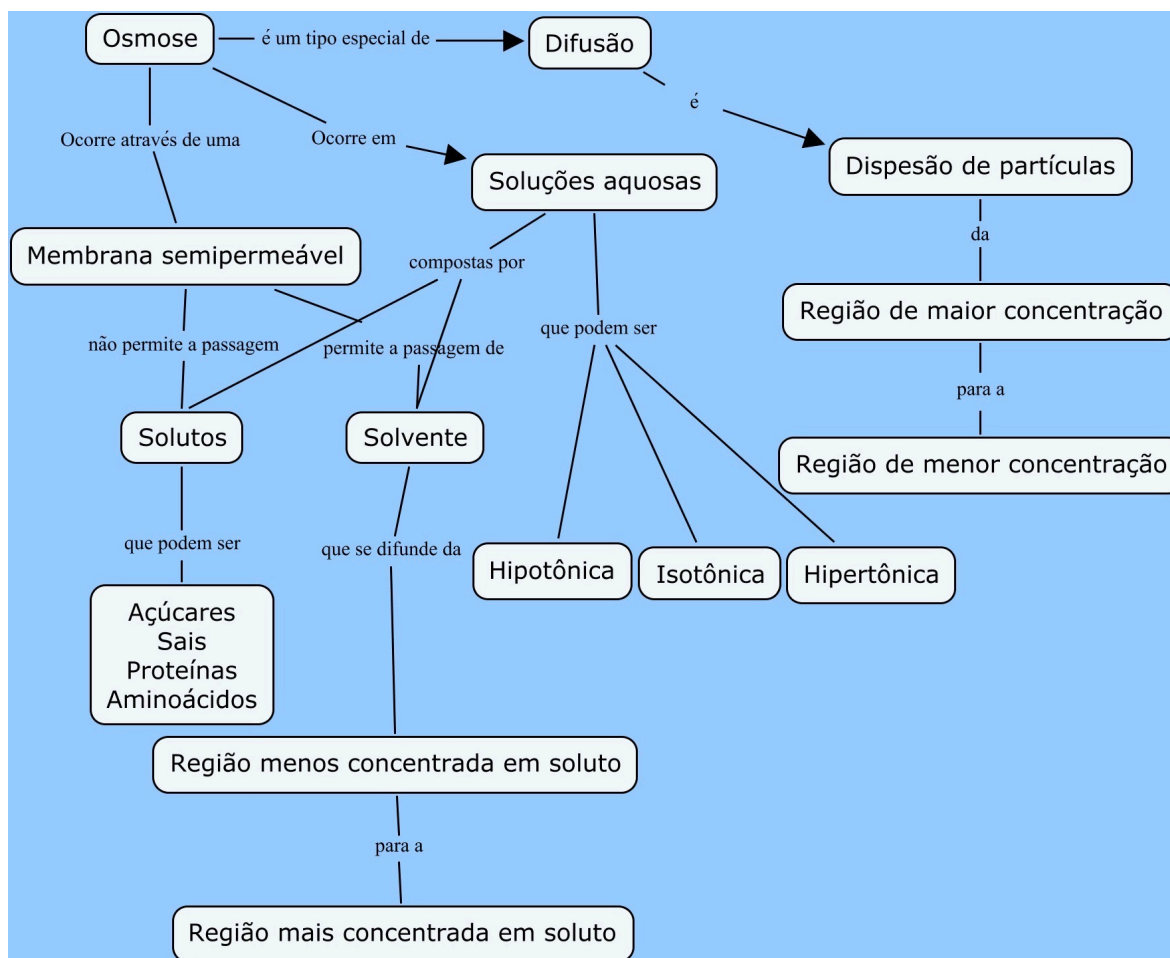 Osmose
é um tipo especial de
Difusão
é
Ocorre através de uma
Ocorre em
Dispesão de partículas
Soluções aquosas
da
Membrana semipermeável
compostas por
Região de maior concentração
não permite a passagem
permite a passagem de
que podem ser
para a
Solutos
Solvente
Região de menor concentração
que podem ser
que se difunde da
Hipotônica
Isotônica
Hipertônica
Açúcares
Sais
Proteínas
Aminoácidos
Região menos concentrada em soluto
para a
Região mais concentrada em soluto